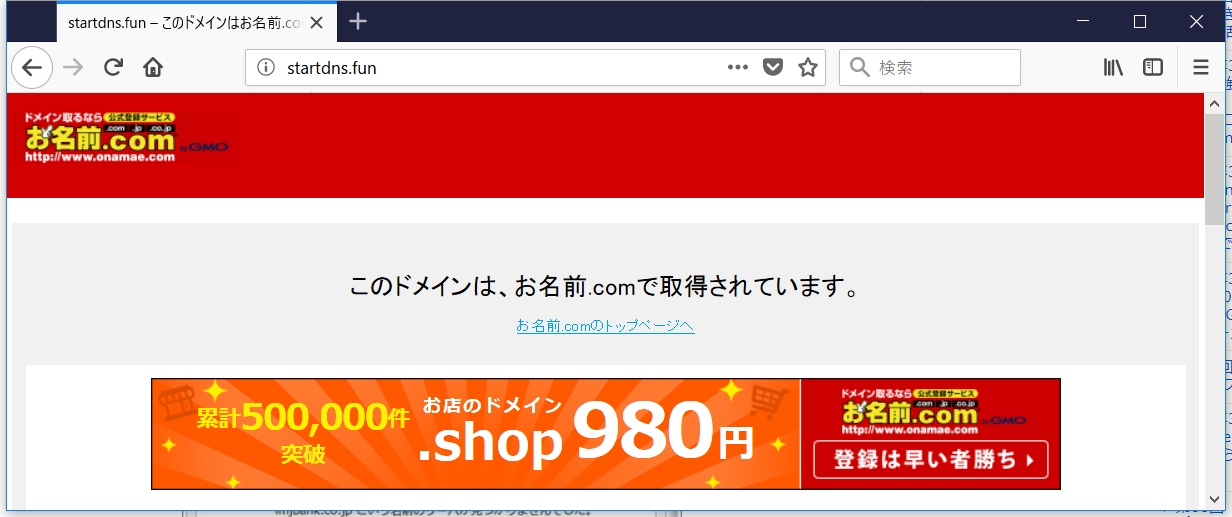 startdns.fun – このドメインはお名前.co
startdns.fun
検索
ドメイン取るなら 公式登録サービス
お名前.com .com .jp .co.jp by GMO
http://www.onamae.com
このドメインは、お名前.comで取得されています。
お名前.comのトップページへ
累計500,000件
突破
お店のドメイン
.shop 980円
ドメイン取るなら 公式登録サービス
お名前.com .com .jp .co.jp by GMO
http://www.onamae.com
登録は早い者勝ち